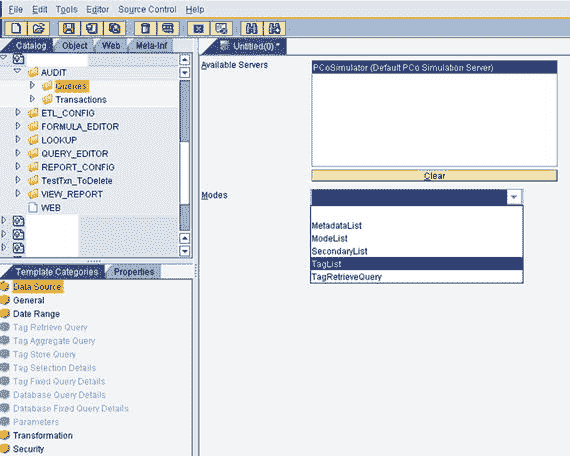 File Edit Tools Editor Source Control Help
Catalog Object Web Meta-Inf
Untitled(0) *
AUDIT
Queries
Transactions
ETL_CONFIG
FORMULA_EDITOR
LOOKUP
QUERY_EDITOR
REPORT_CONFIG
TestTxn_ToDelete
VIEW_REPORT
WEB
Available Servers
PCoSimulator (Default PCo Simulation Server)
Clear
Modes
MetadataList
ModeList
SecondaryList
TagList
TagRetrieveQuery
Template Categories Properties
Data Source
General
Date Range
Tag Retrieve Query
Tag Aggregate Query
Tag Store Query
Tag Selection Details
Tag Fixed Query Details
Database Query Details
Database Fixed Query Details
Parameters
Transformation
Security